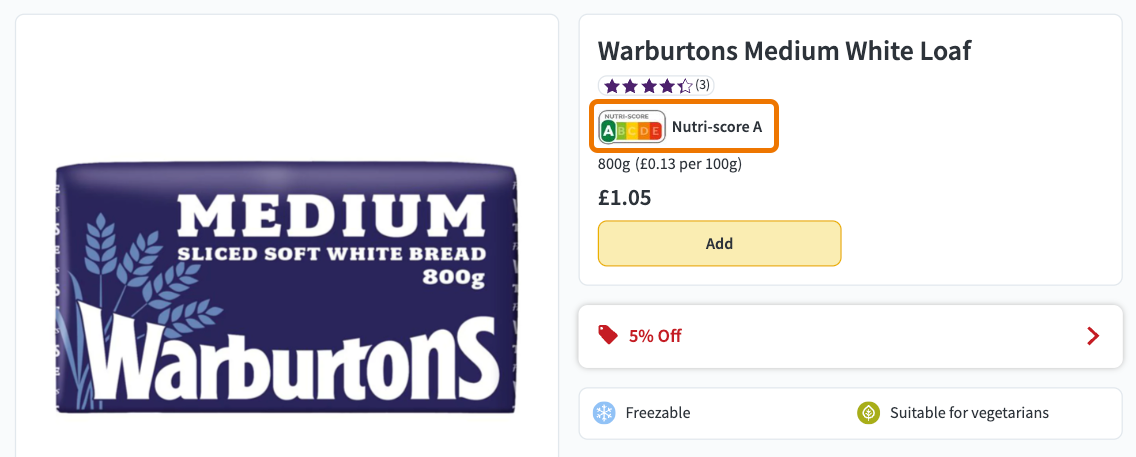 MEDIUM
SLICED SOFT WHITE BREAD
800g
Warburtons
Warburtons Medium White Loaf
(3)
NUTRI-SCORE
ABCDE
Nutri-score A
800g (£0.13 per 100g)
£1.05
Add
5% Off
Freezable
Suitable for vegetarians